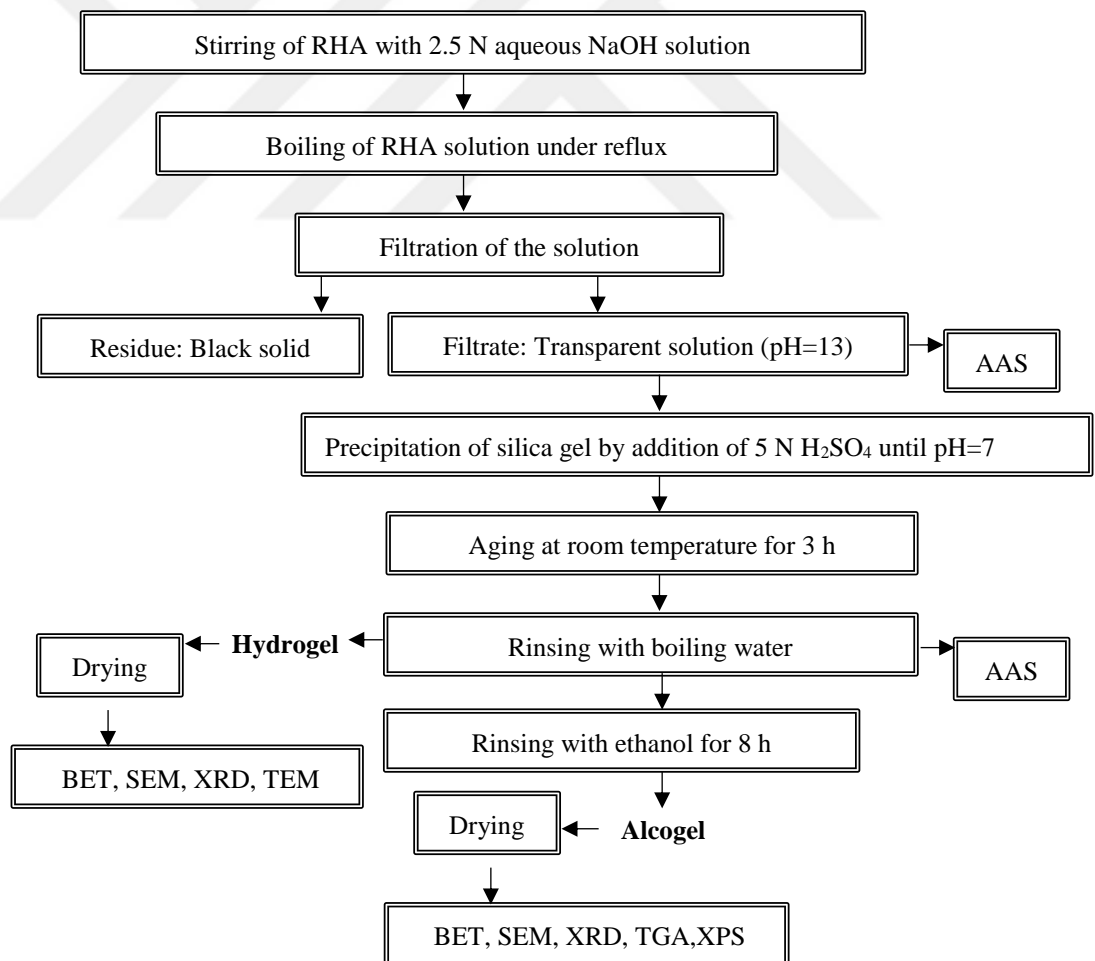 Stirring of RHA with 2.5 N aqueous NaOH solution
Boiling of RHA solution under reflux
Filtration of the solution
Residue: Black solid
Filtrate: Transparent solution (pH=13)
AAS
Precipitation of silica gel by addition of 5 N H₂SO₄ until pH=7
Aging at room temperature for 3 h
Rinsing with boiling water
Hydrogel
Drying
AAS
BET, SEM, XRD, TEM
Rinsing with ethanol for 8 h
Alcogel
Drying
BET, SEM, XRD, TGA,XPS